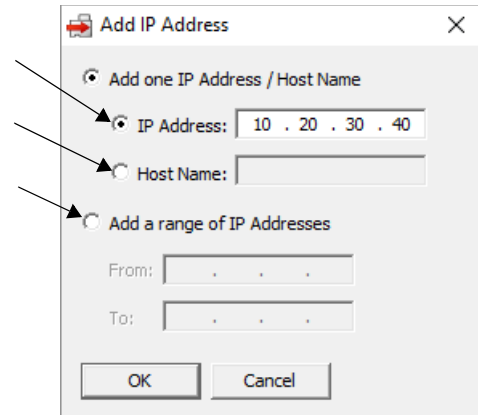 Add IP Address
Add one IP Address / Host Name
IP Address: 10 . 20 . 30 . 40
Host Name:
Add a range of IP Addresses
From: . . .
To: . . .
OK Cancel